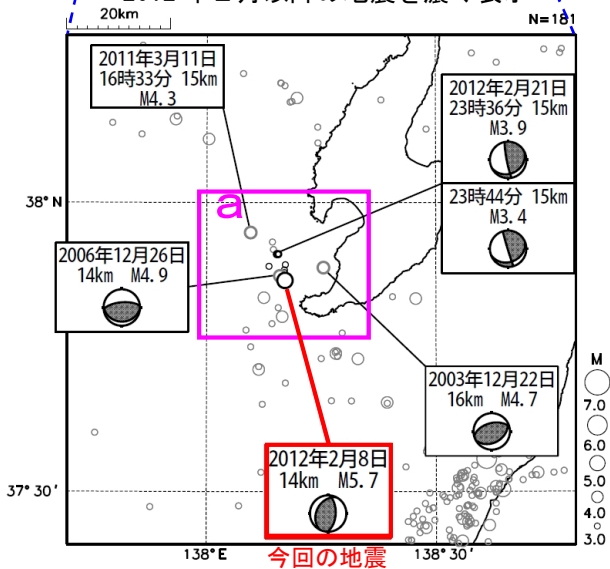 20km
N=181
2011年3月11日
16時33分 15km
M4.3
2012年2月21日
23時36分 15km
M3.9
23時44分 15km
M3.4
38°N
a
2006年12月26日
14km M4.9
2003年12月22日
16km M4.7
2012年2月8日
14km M5.7
今回の地震
37°30′
138°E
138°30′
M
7.0
6.0
5.0
4.0
3.0